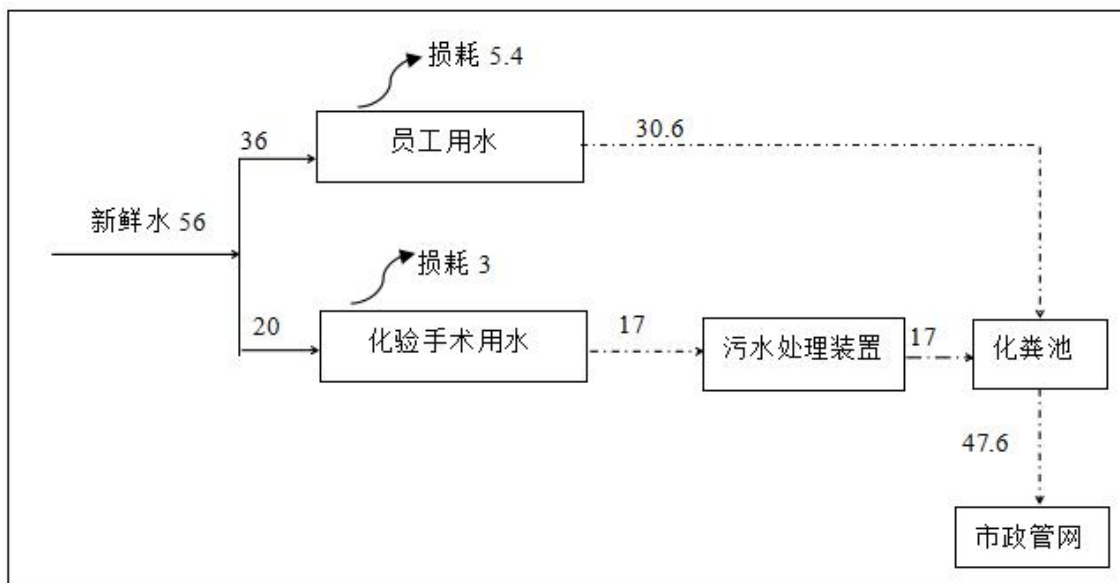 损耗 5.4
36
员工用水
30.6
新鲜水 56
损耗 3
20
化验手术用水
17
污水处理装置
17
化粪池
47.6
市政管网